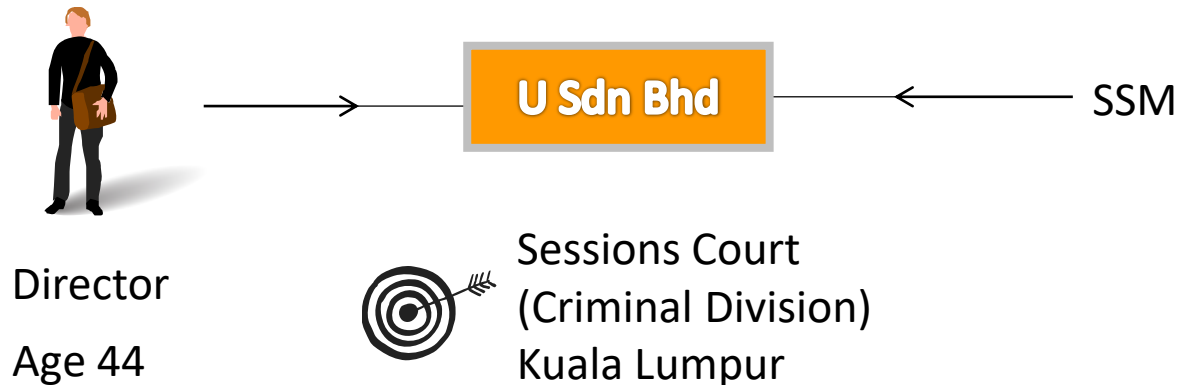 U Sdn Bhd
SSM
Director
Age 44
Sessions Court
(Criminal Division)
Kuala Lumpur